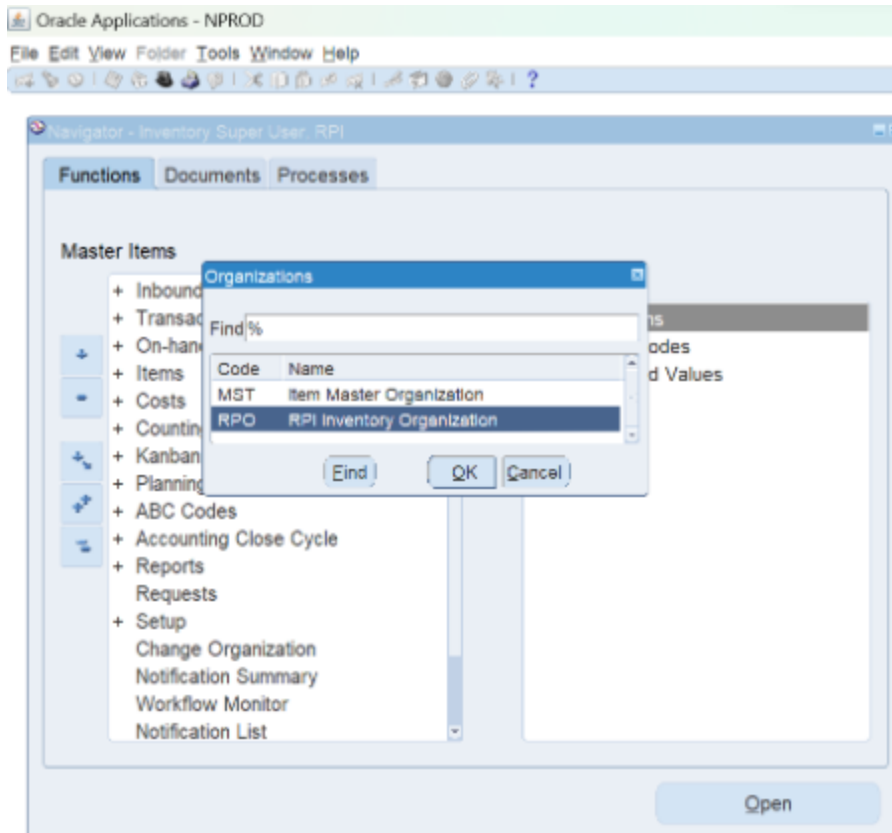 Oracle Applications - NPROD
File Edit View Folder Tools Window Help
?
Navigator - Inventory Super User, RPI
Functions Documents Processes
Master Items
Organizations
Find %
Code Name
MST Item Master Organization
RPO RPI Inventory Organization
Find OK Cancel
+ Inbound
+ Transac
+ On-han
+ Items
+ Costs
+ Countin
+ Kanban
+ Planning
+ ABC Codes
+ Accounting Close Cycle
+ Reports
Requests
+ Setup
Change Organization
Notification Summary
Workflow Monitor
Notification List
ns
odes
d Values
Open